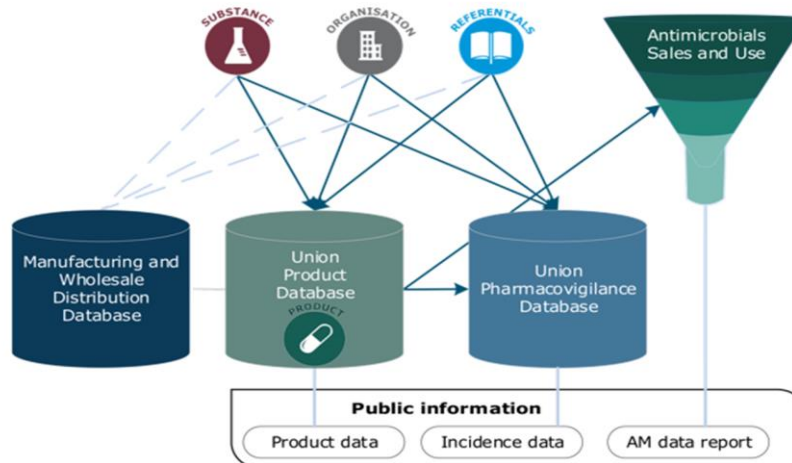 SUBSTANCE
ORGANISATION
REFERENTIALS
Antimicrobials
Sales and Use
Manufacturing and
Wholesale
Distribution
Database
Union
Product
Database
PRODUCT
Union
Pharmacovigilance
Database
Public information
Product data
Incidence data
AM data report